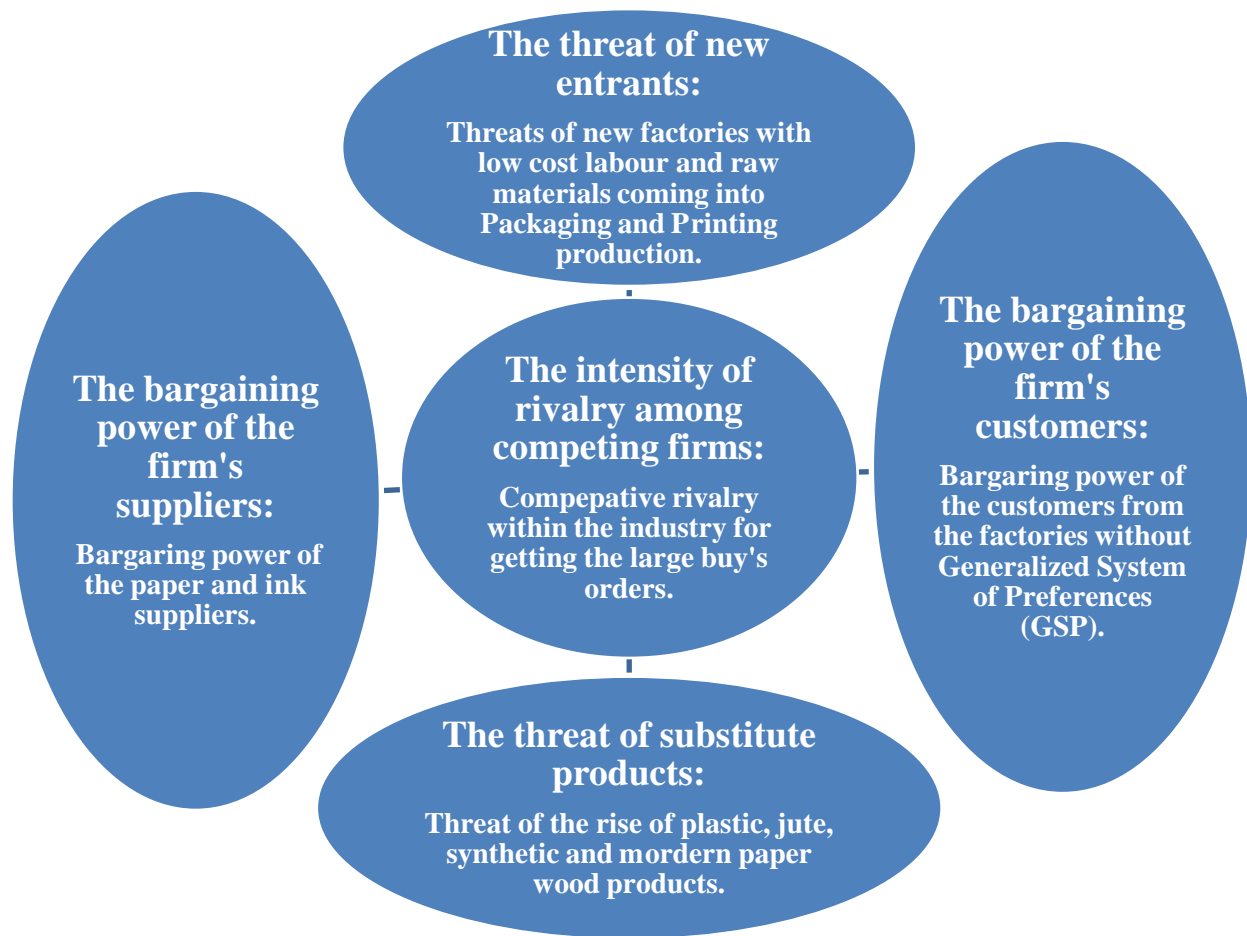 The threat of new
entrants:
Threats of new factories with
low cost labour and raw
materials coming into
Packaging and Printing
production.
The bargaining
power of the
firm's
suppliers:
Bargaring power of
the paper and ink
suppliers.
The intensity of
rivalry among
competing firms:
Compepative rivalry
within the industry for
getting the large buy's
orders.
The bargaining
power of the
firm's
customers:
Bargaring power of
the customers from
the factories without
Generalized System
of Preferences
(GSP).
The threat of substitute
products:
Threat of the rise of plastic, jute,
synthetic and mordern paper
wood products.